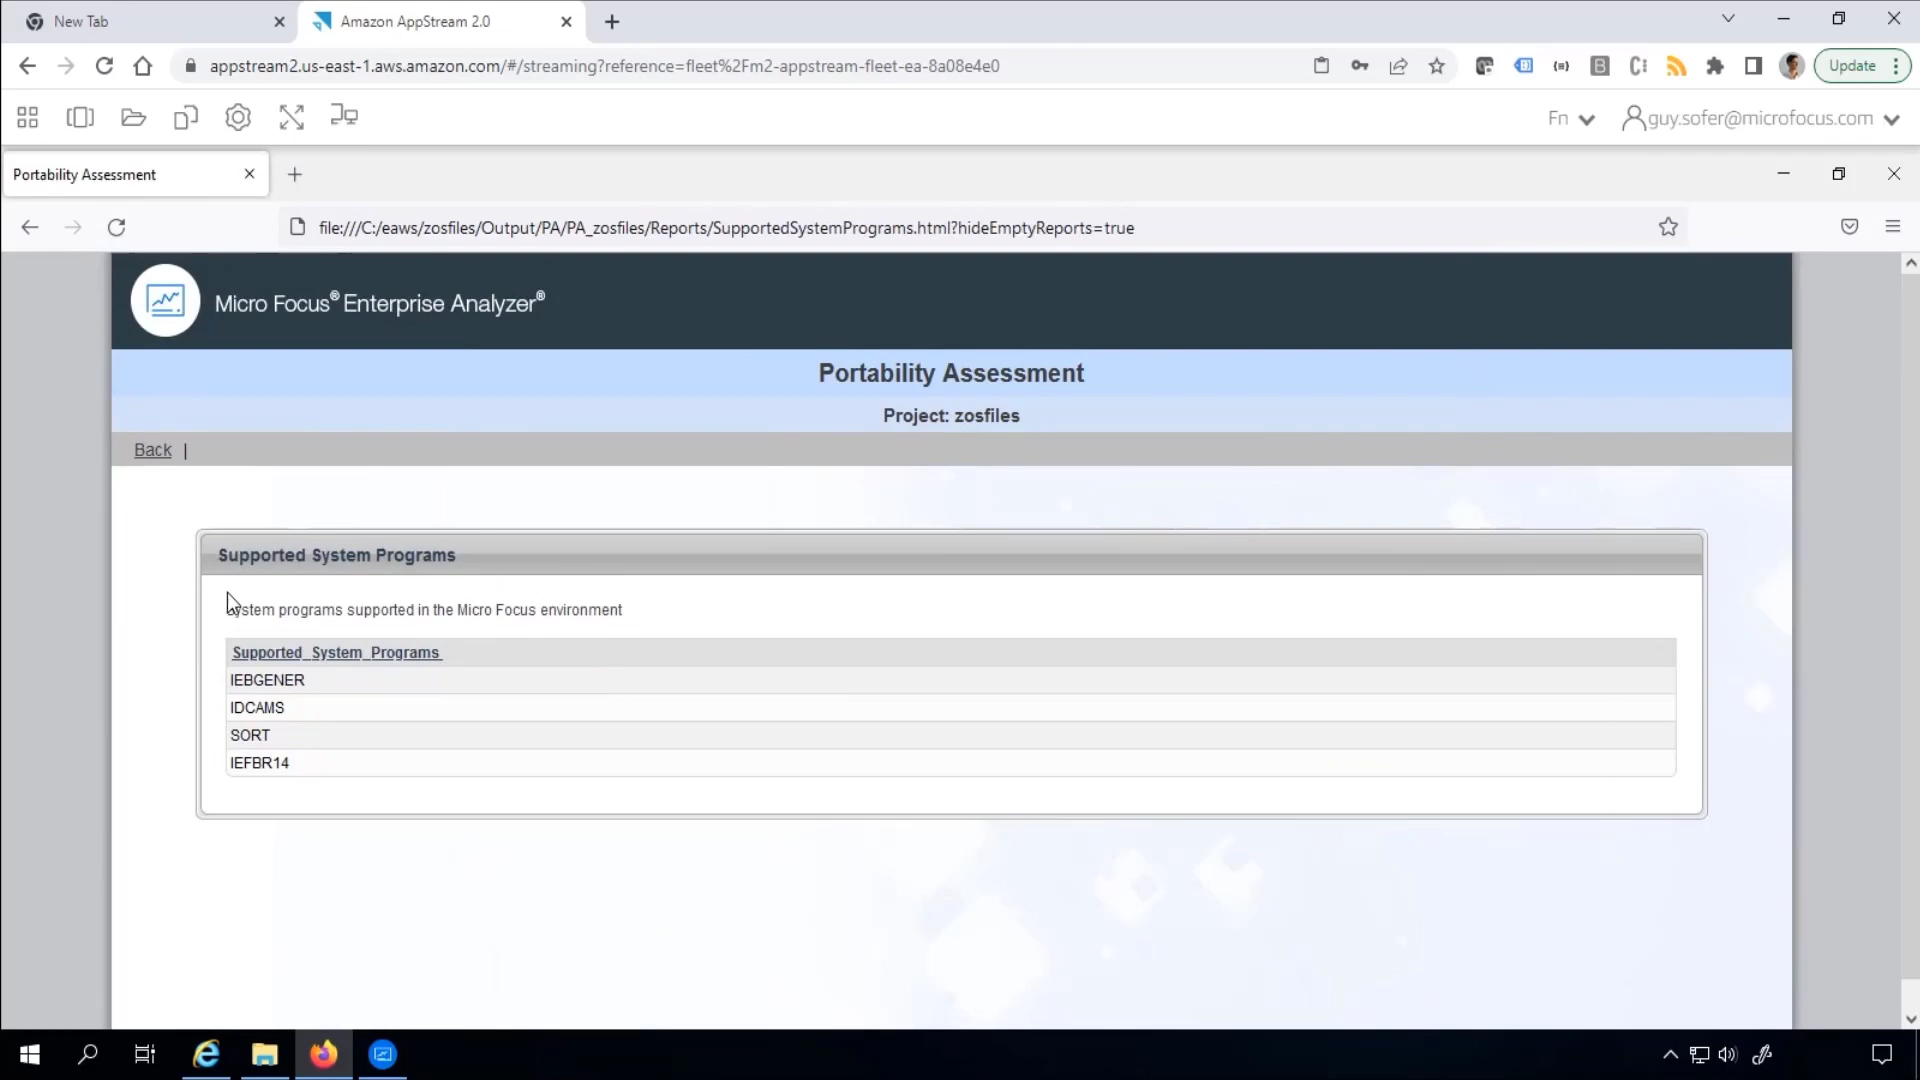 New Tab
Amazon AppStream 2.0
appstream2.us-east-1.aws.amazon.com/#/streaming?reference=fleet%2Fm2-appstream-fleet-ea-8a08e4e0
Update
Fn
guy.sofer@microfocus.com
Portability Assessment
file:///C:/eaws/zosfiles/Output/PA/PA_zosfiles/Reports/SupportedSystemPrograms.html?hideEmptyReports=true
Micro Focus® Enterprise Analyzer®
Portability Assessment
Project: zosfiles
Back |
Supported System Programs
System programs supported in the Micro Focus environment
Supported_System_Programs
IEBGENER
IDCAMS
SORT
IEFBR14